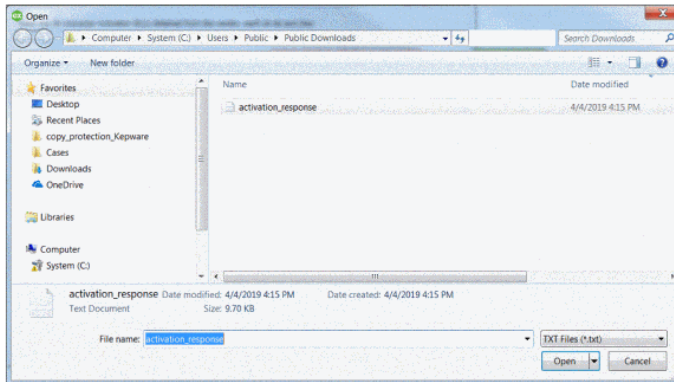 Open
Computer System (C:) Users Public Public Downloads Search Downloads
Organize New folder
Favorites
Desktop
Recent Places
copy_protection_Kepware
Cases
Downloads
OneDrive
Libraries
Computer
System (C:)
Name Date modified
activation_response 4/4/2019 4:15 PM
activation_response Date modified: 4/4/2019 4:15 PM Date created: 4/4/2019 4:15 PM
Text Document Size: 9.70 KB
File name: activation_response TXT Files (*.txt)
Open Cancel